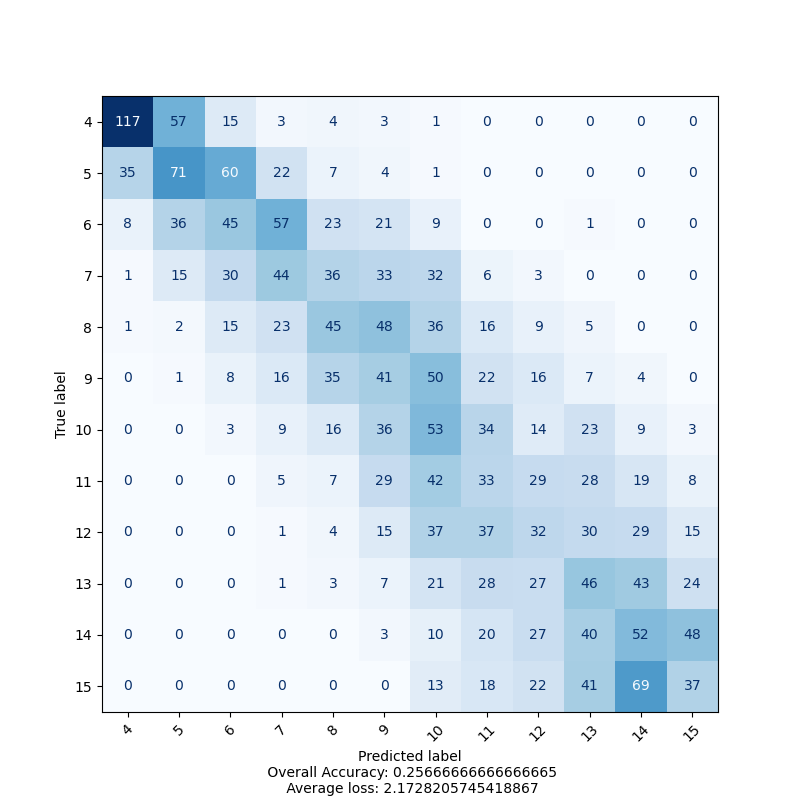 4 117 57 15 3 4 3 1 0 0 0 0 0
5 35 71 60 22 7 4 1 0 0 0 0 0
6 8 36 45 57 23 21 9 0 0 1 0 0
7 1 15 30 44 36 33 32 6 3 0 0 0
8 1 2 15 23 45 48 36 16 9 5 0 0
9 0 1 8 16 35 41 50 22 16 7 4 0
10 0 0 3 9 16 36 53 34 14 23 9 3
11 0 0 0 5 7 29 42 33 29 28 19 8
12 0 0 0 1 4 15 37 37 32 30 29 15
13 0 0 0 1 3 7 21 28 27 46 43 24
14 0 0 0 0 0 3 10 20 27 40 52 48
15 0 0 0 0 0 0 13 18 22 41 69 37
True label
4 5 6 7 8 9 10 11 12 13 14 15
Predicted label
Overall Accuracy: 0.25666666666666665
Average loss: 2.1728205745418867